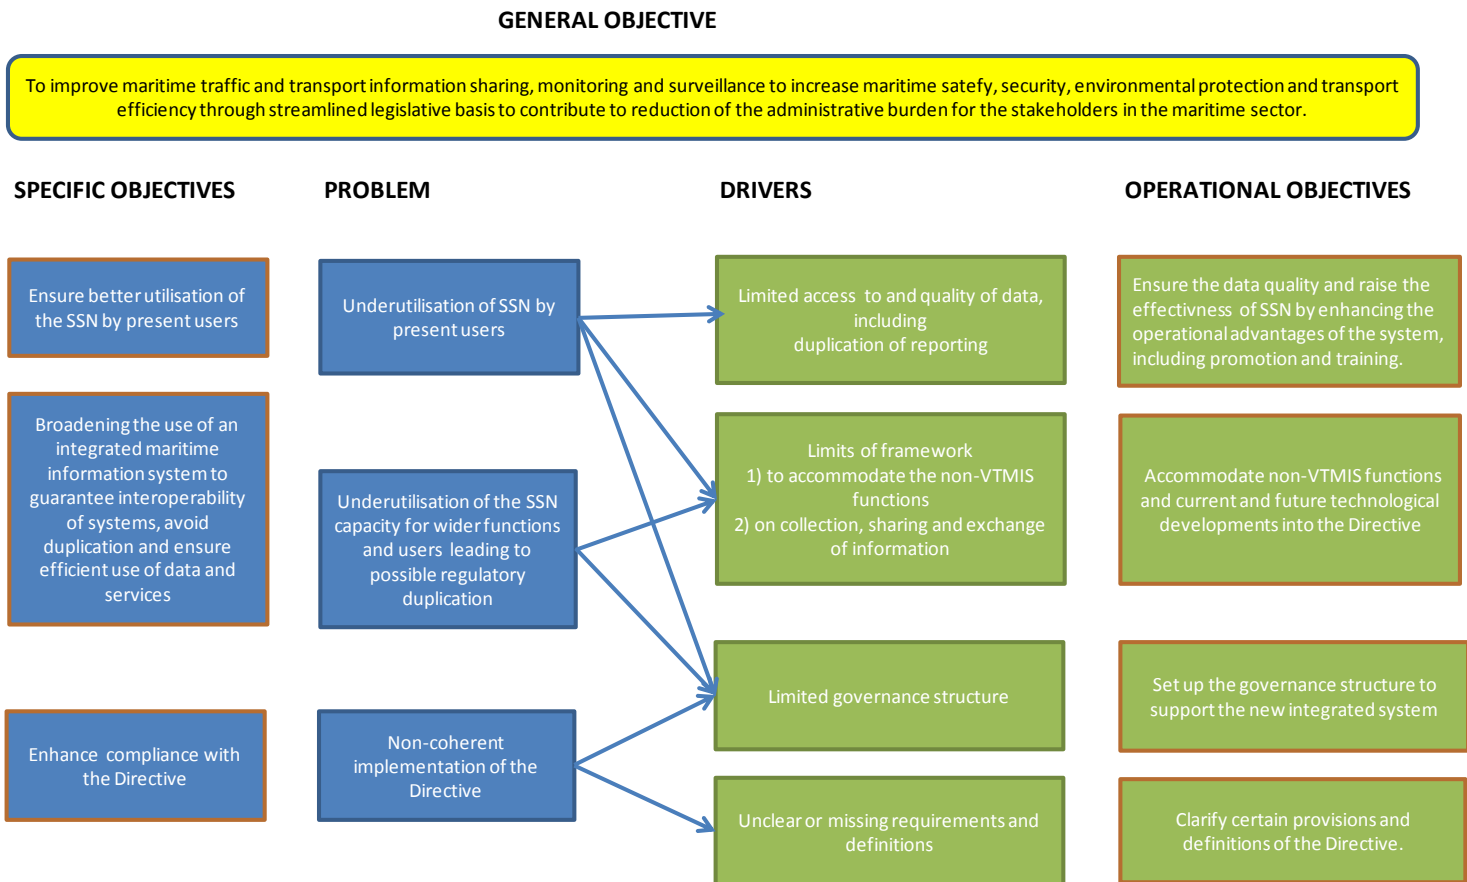 GENERAL OBJECTIVE
To improve maritime traffic and transport information sharing, monitoring and surveillance to increase maritime satefy, security, environmental protection and transport
efficiency through streamlined legislative basis to contribute to reduction of the administrative burden for the stakeholders in the maritime sector.
SPECIFIC OBJECTIVES
PROBLEM
DRIVERS
OPERATIONAL OBJECTIVES
Ensure better utilisation of
the SSN by present users
Underutilisation of SSN by
present users
Limited access to and quality of data,
including
duplication of reporting
Ensure the data quality and raise the
effectivness of SSN by enhancing the
operational advantages of the system,
including promotion and training.
Broadening the use of an
integrated maritime
information system to
guarantee interoperability
of systems, avoid
duplication and ensure
efficient use of data and
services
Underutilisation of the SSN
capacity for wider functions
and users leading to
possible regulatory
duplication
Limits of framework
1) to accommodate the non-VTMIS
functions
2) on collection, sharing and exchange
of information
Accommodate non-VTMIS functions
and current and future technological
developments into the Directive
Limited governance structure
Set up the governance structure to
support the new integrated system
Enhance compliance with
the Directive
Non-coherent
implementation of the
Directive
Unclear or missing requirements and
definitions
Clarify certain provisions and
definitions of the Directive.